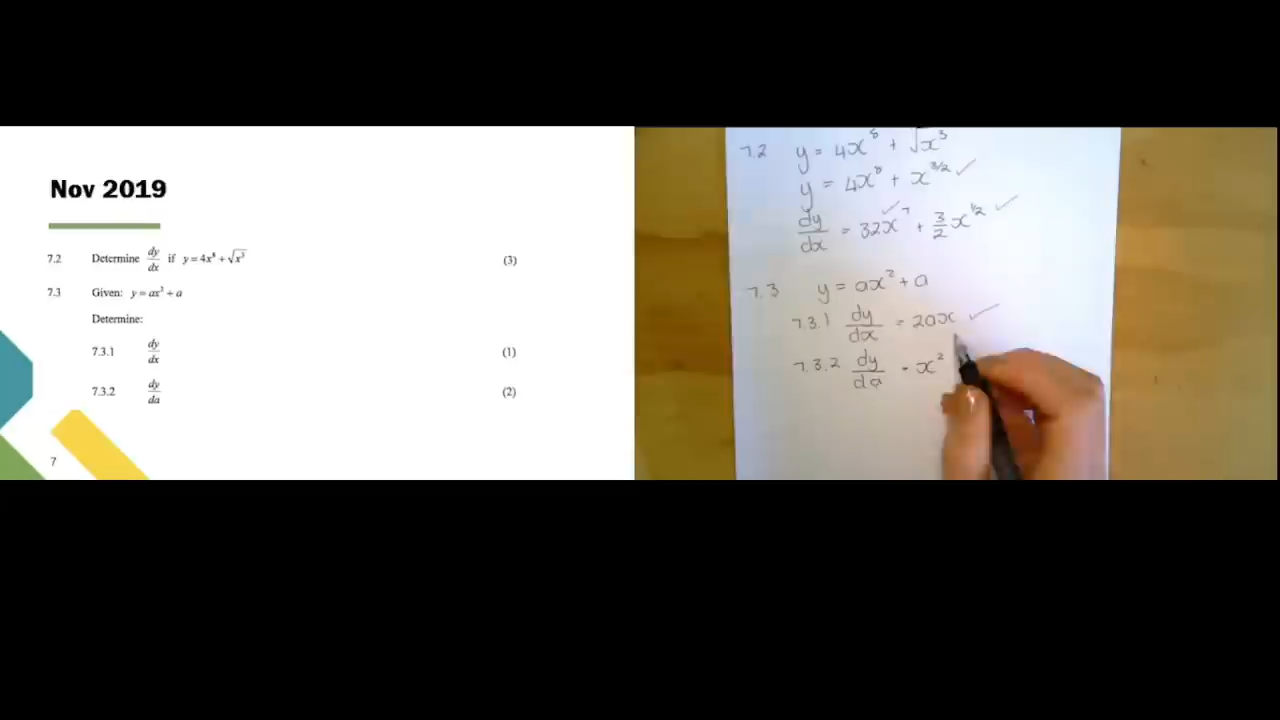 Nov 2019
7.2 Determine dy/dx if y = 4x⁸ + √x³ (3)
7.3 Given: y = ax² + a
Determine:
7.3.1 dy/dx (1)
7.3.2 dy/da (2)
7
7.2 y = 4x⁸ + √x³
y = 4x⁸ + x^3/2 ✓
dy/dx = 32x⁷ ✓ + 3/2 x^1/2 ✓
7.3 y = ax² + a
7.3.1 dy/dx = 2ax ✓
7.3.2 dy/da = x²